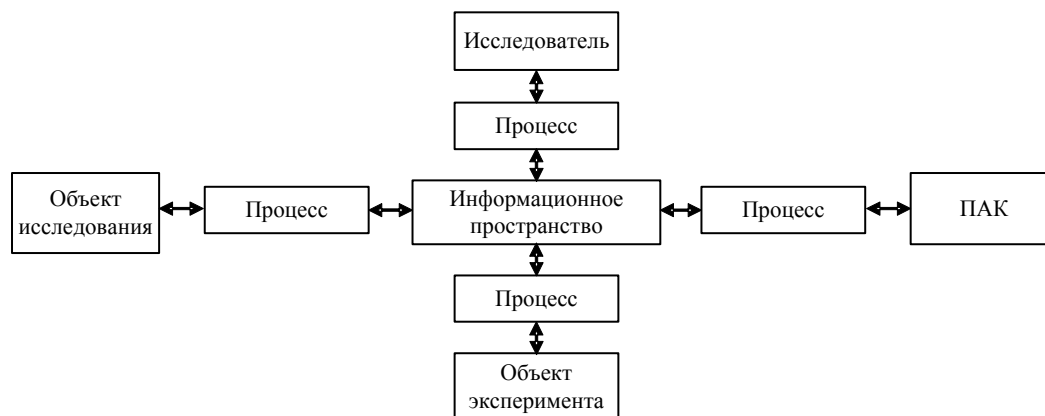 Исследователь
Процесс
Объект
исследования
Процесс
Информационное
пространство
Процесс
ПАК
Процесс
Объект
эксперимента